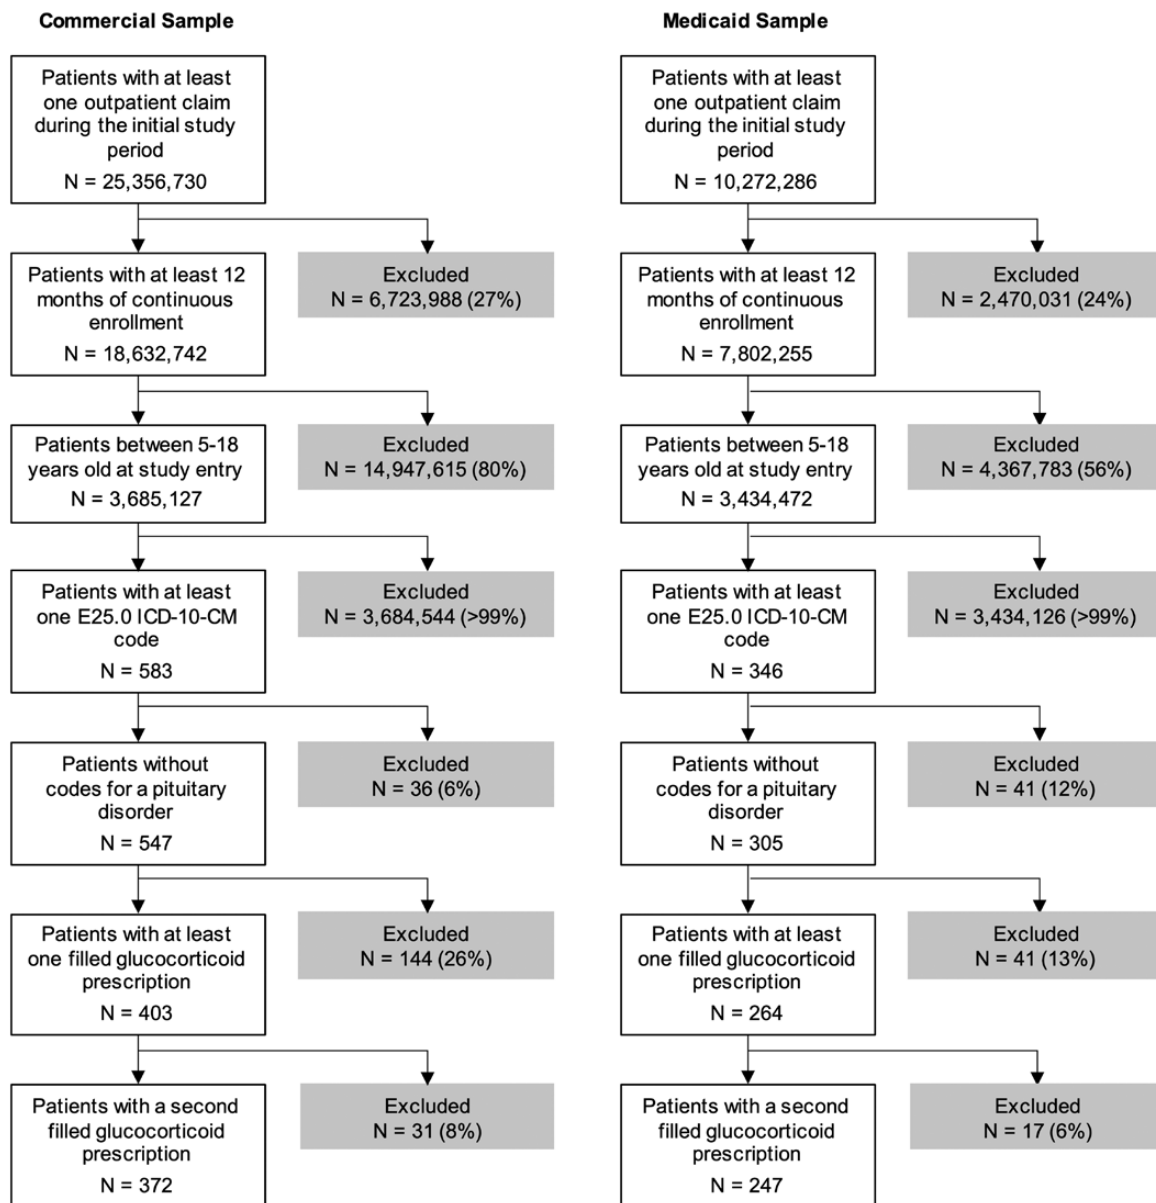 Commercial Sample
Patients with at least
one outpatient claim
during the initial study
period
N = 25,356,730
Excluded
N = 6,723,988 (27%)
Patients with at least 12
months of continuous
enrollment
N = 18,632,742
Excluded
N = 14,947,615 (80%)
Patients between 5-18
years old at study entry
N = 3,685,127
Excluded
N = 3,684,544 (>99%)
Patients with at least
one E25.0 ICD-10-CM
code
N = 583
Excluded
N = 36 (6%)
Patients without
codes for a pituitary
disorder
N = 547
Excluded
N = 144 (26%)
Patients with at least
one filled glucocorticoid
prescription
N = 403
Excluded
N = 31 (8%)
Patients with a second
filled glucocorticoid
prescription
N = 372
Medicaid Sample
Patients with at least
one outpatient claim
during the initial study
period
N = 10,272,286
Excluded
N = 2,470,031 (24%)
Patients with at least 12
months of continuous
enrollment
N = 7,802,255
Excluded
N = 4,367,783 (56%)
Patients between 5-18
years old at study entry
N = 3,434,472
Excluded
N = 3,434,126 (>99%)
Patients with at least
one E25.0 ICD-10-CM
code
N = 346
Excluded
N = 41 (12%)
Patients without
codes for a pituitary
disorder
N = 305
Excluded
N = 41 (13%)
Patients with at least
one filled glucocorticoid
prescription
N = 264
Excluded
N = 17 (6%)
Patients with a second
filled glucocorticoid
prescription
N = 247